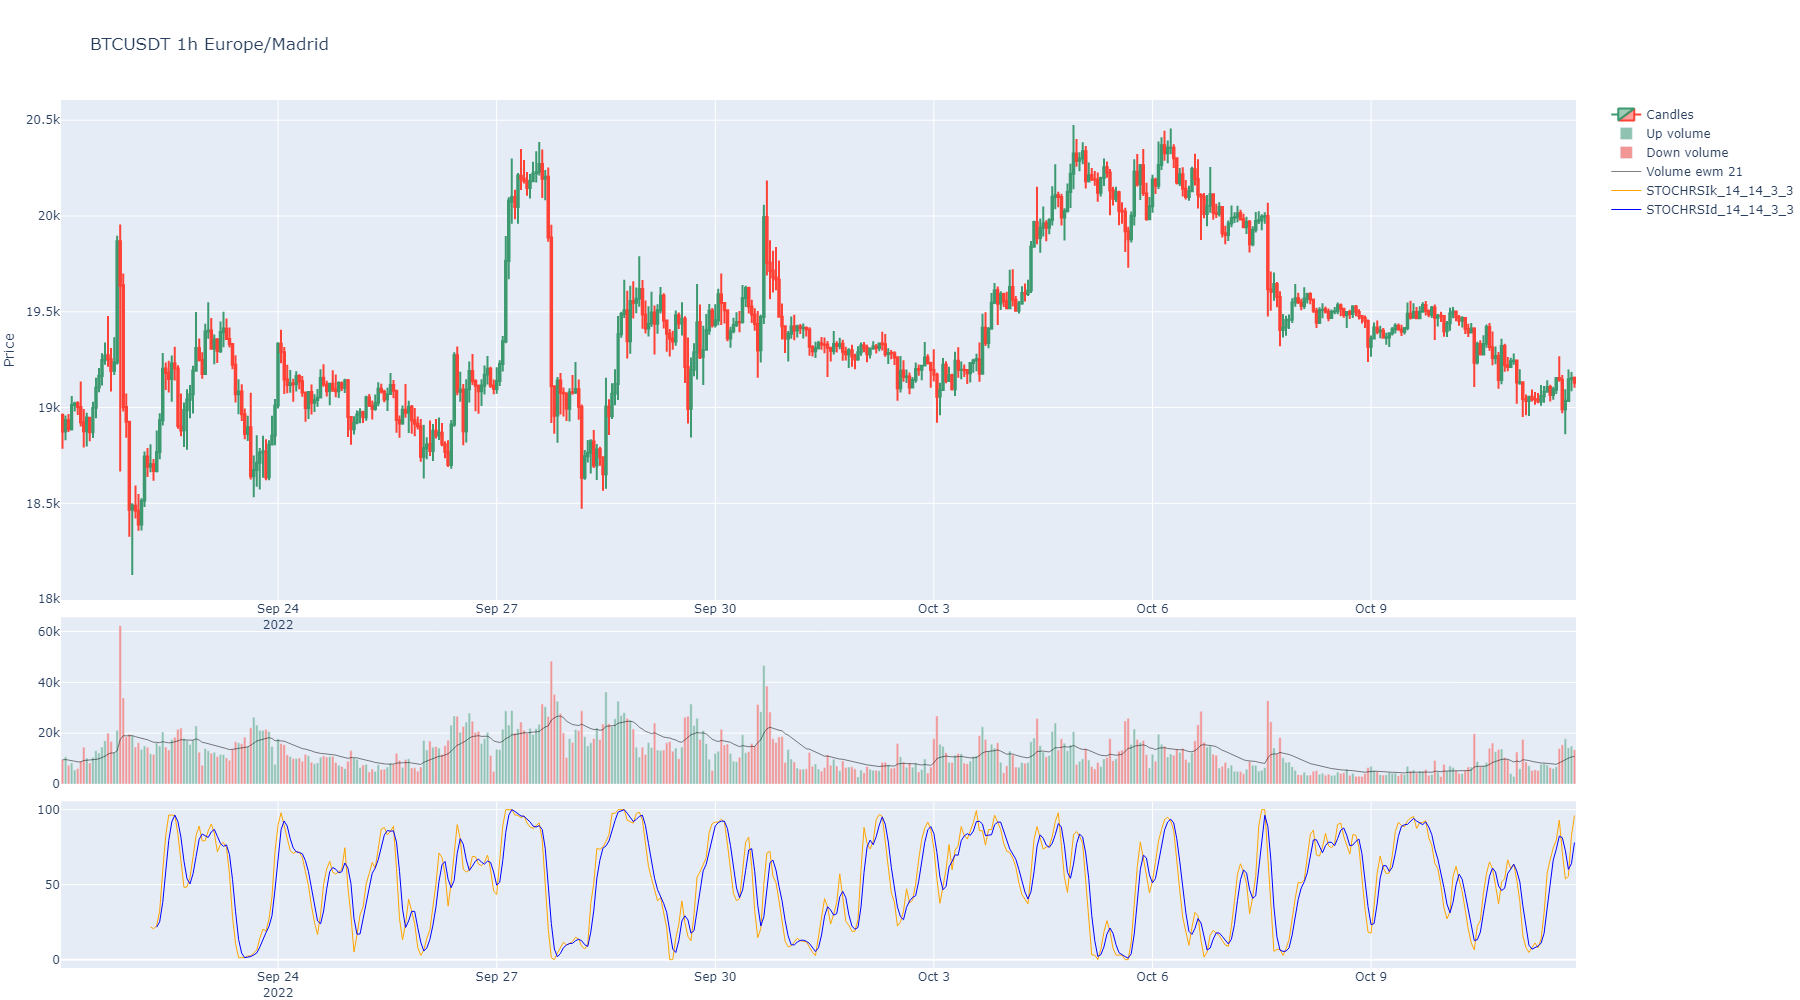 BTCUSDT 1h Europe/Madrid
Price
20.5k
20k
19.5k
19k
18.5k
18k
Sep 24
2022
Sep 27
Sep 30
Oct 3
Oct 6
Oct 9
60k
40k
20k
0
100
50
0
Sep 24
2022
Sep 27
Sep 30
Oct 3
Oct 6
Oct 9
Candles
Up volume
Down volume
Volume ewm 21
STOCHRSIk_14_14_3_3
STOCHRSId_14_14_3_3